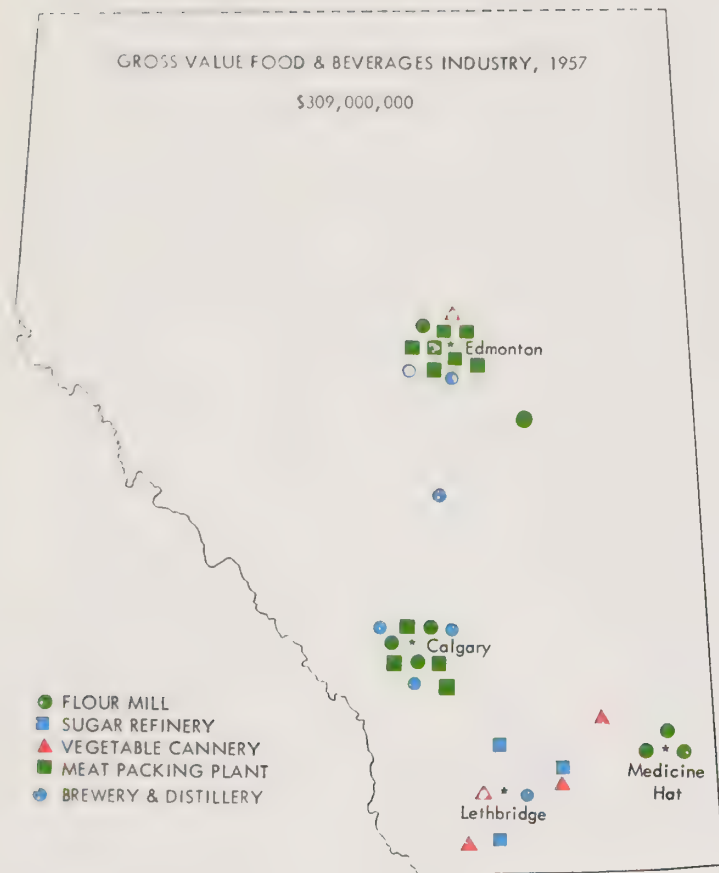 GROSS VALUE FOOD & BEVERAGES INDUSTRY, 1957
$309,000,000
Edmonton
Calgary
FLOUR MILL
SUGAR REFINERY
VEGETABLE CANNERY
MEAT PACKING PLANT
BREWERY & DISTILLERY
Medicine
Hat
Lethbridge